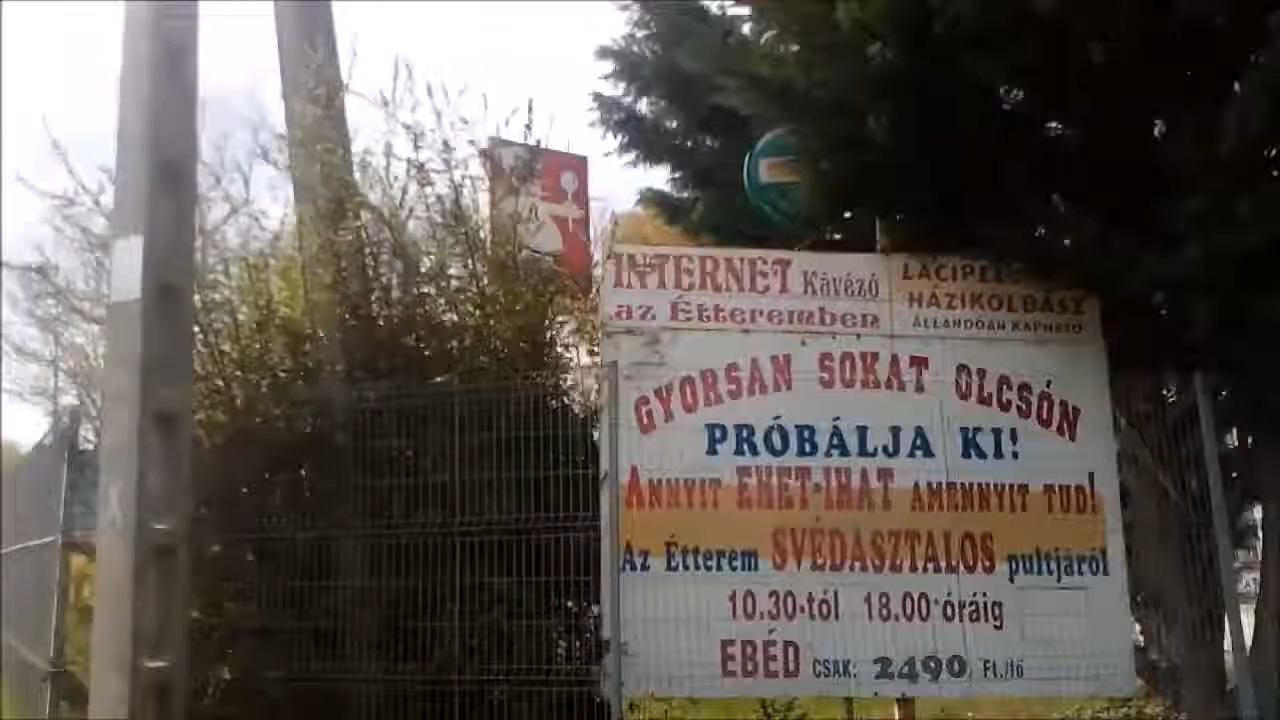 INTERNET Kávézó
az Étteremben
HÁZIKOLBÁSZ
ÁLLANDÓAN KAPHATÓ
GYORSAN SOKAT OLCSÓN
PRÓBÁLJA KI!
ANNYIT EHET-IHAT AMENNYIT TUD!
Az Étterem SVÉDASZTALOS pultjáról
10.30-tól 18.00 óráig
EBÉD CSAK: 2490 Ft./fő